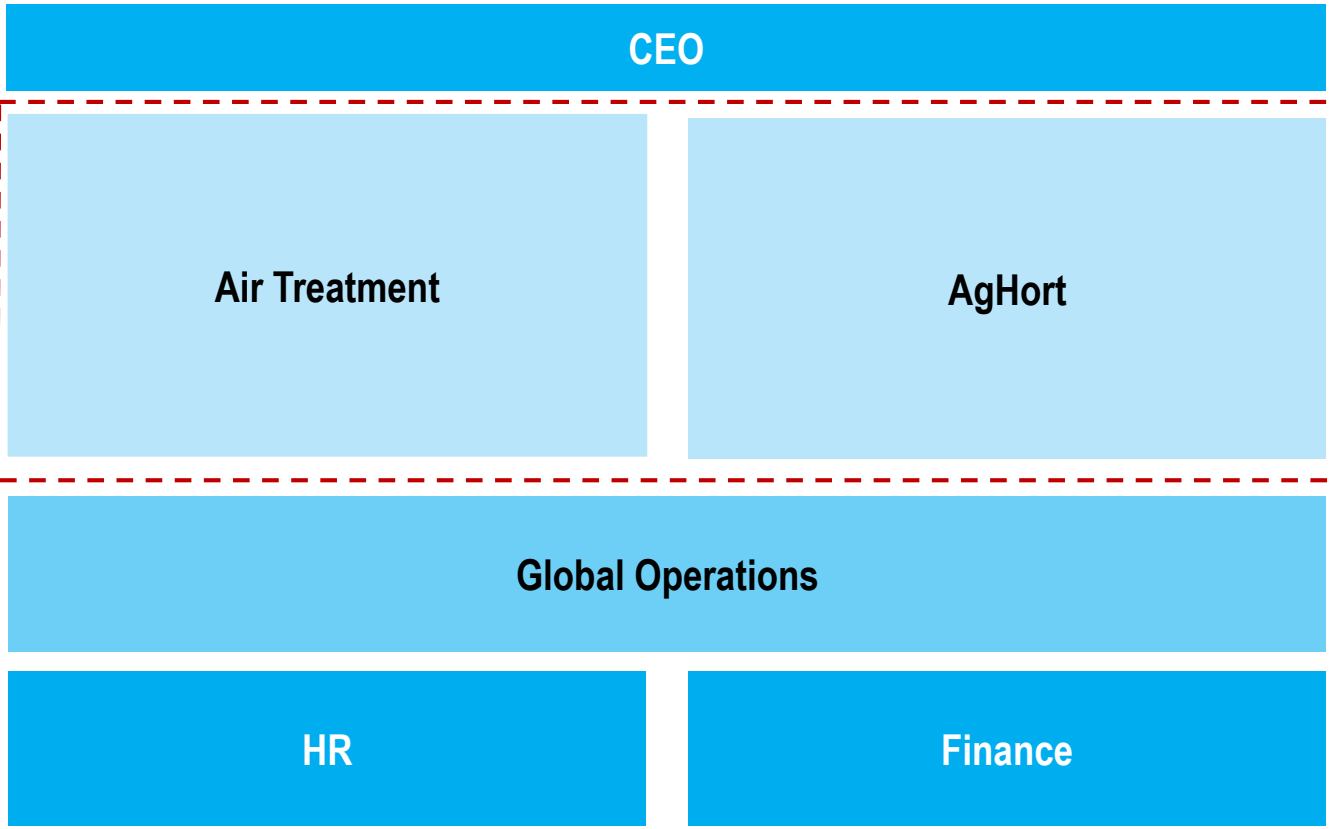 CEO
Air Treatment
AgHort
Global Operations
HR
Finance